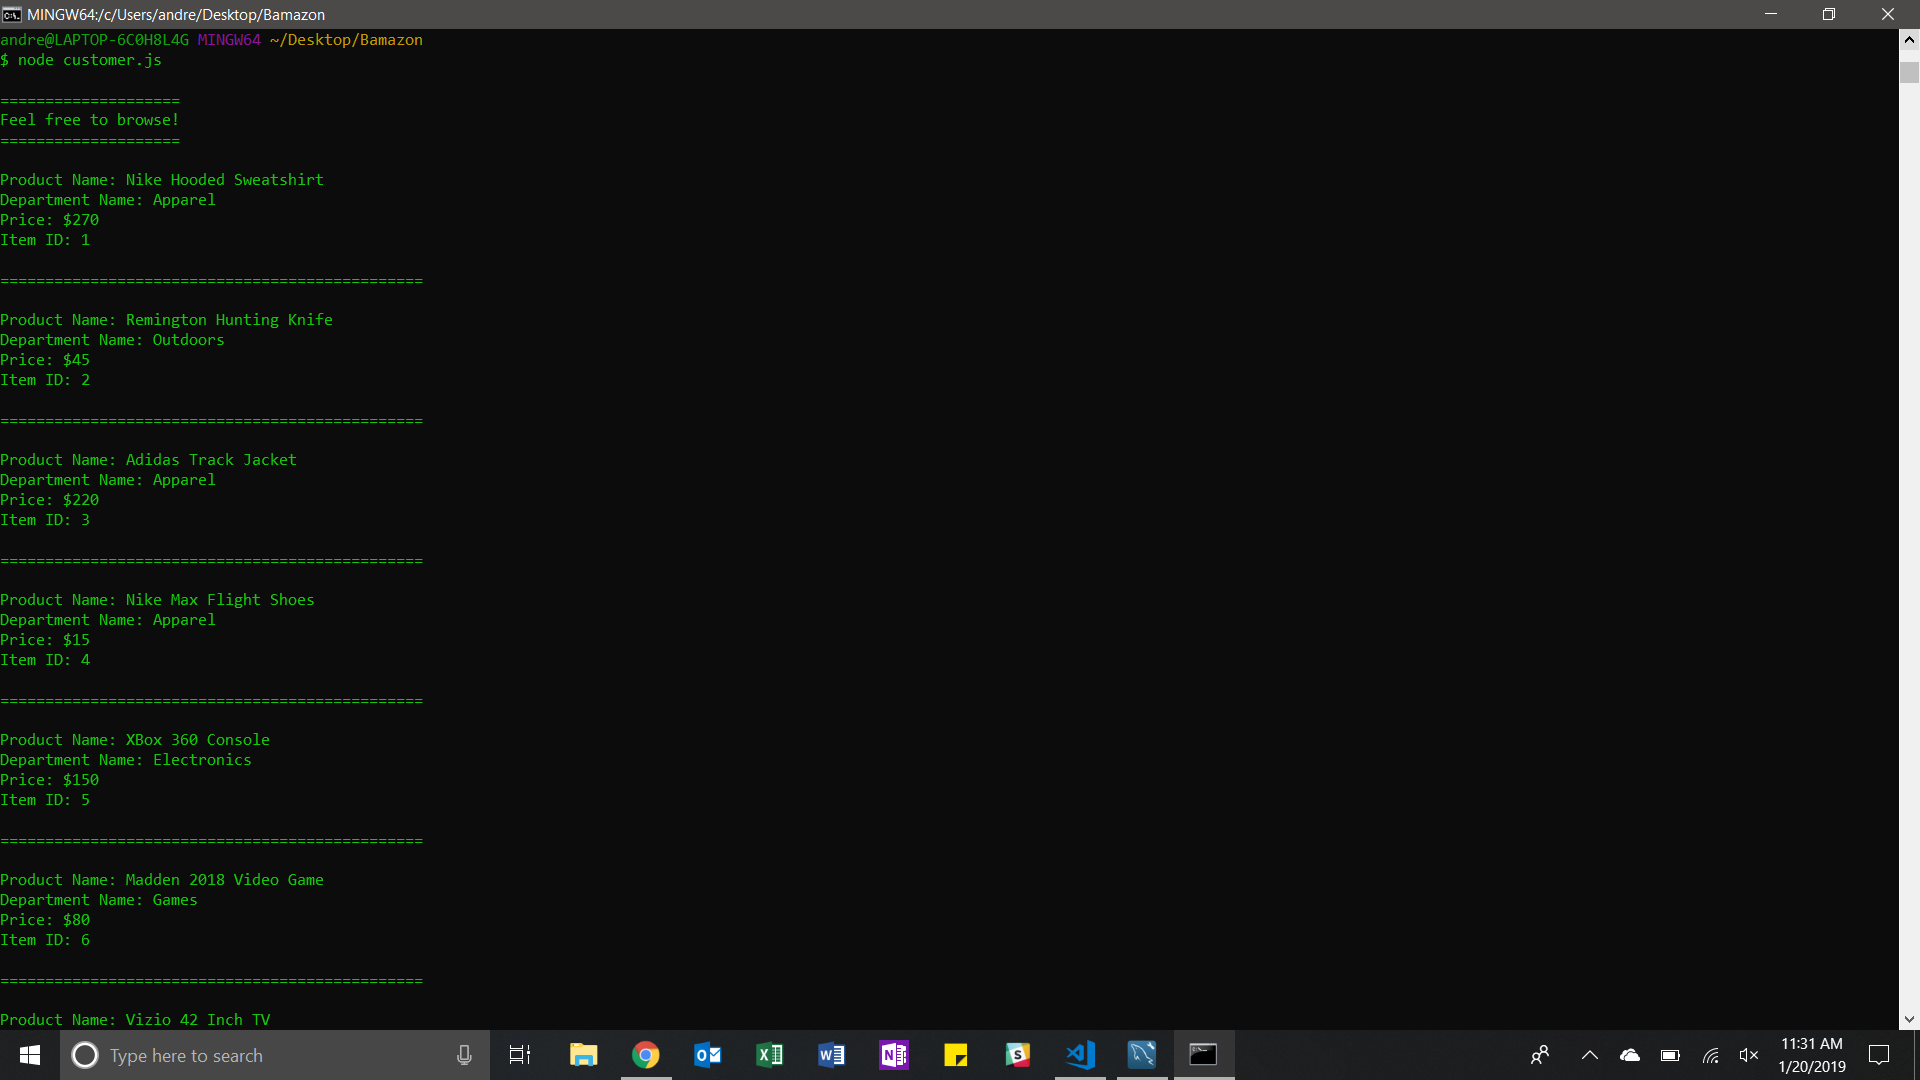 MINGW64:/c/Users/andre/Desktop/Bamazon
andre@LAPTOP-6C0H8L4G MINGW64 ~/Desktop/Bamazon
$ node customer.js
====================
Feel free to browse!
====================
Product Name: Nike Hooded Sweatshirt
Department Name: Apparel
Price: $270
Item ID: 1
===============================================
Product Name: Remington Hunting Knife
Department Name: Outdoors
Price: $45
Item ID: 2
===============================================
Product Name: Adidas Track Jacket
Department Name: Apparel
Price: $220
Item ID: 3
===============================================
Product Name: Nike Max Flight Shoes
Department Name: Apparel
Price: $15
Item ID: 4
===============================================
Product Name: XBox 360 Console
Department Name: Electronics
Price: $150
Item ID: 5
===============================================
Product Name: Madden 2018 Video Game
Department Name: Games
Price: $80
Item ID: 6
===============================================
Product Name: Vizio 42 Inch TV
Type here to search
11:31 AM
1/20/2019